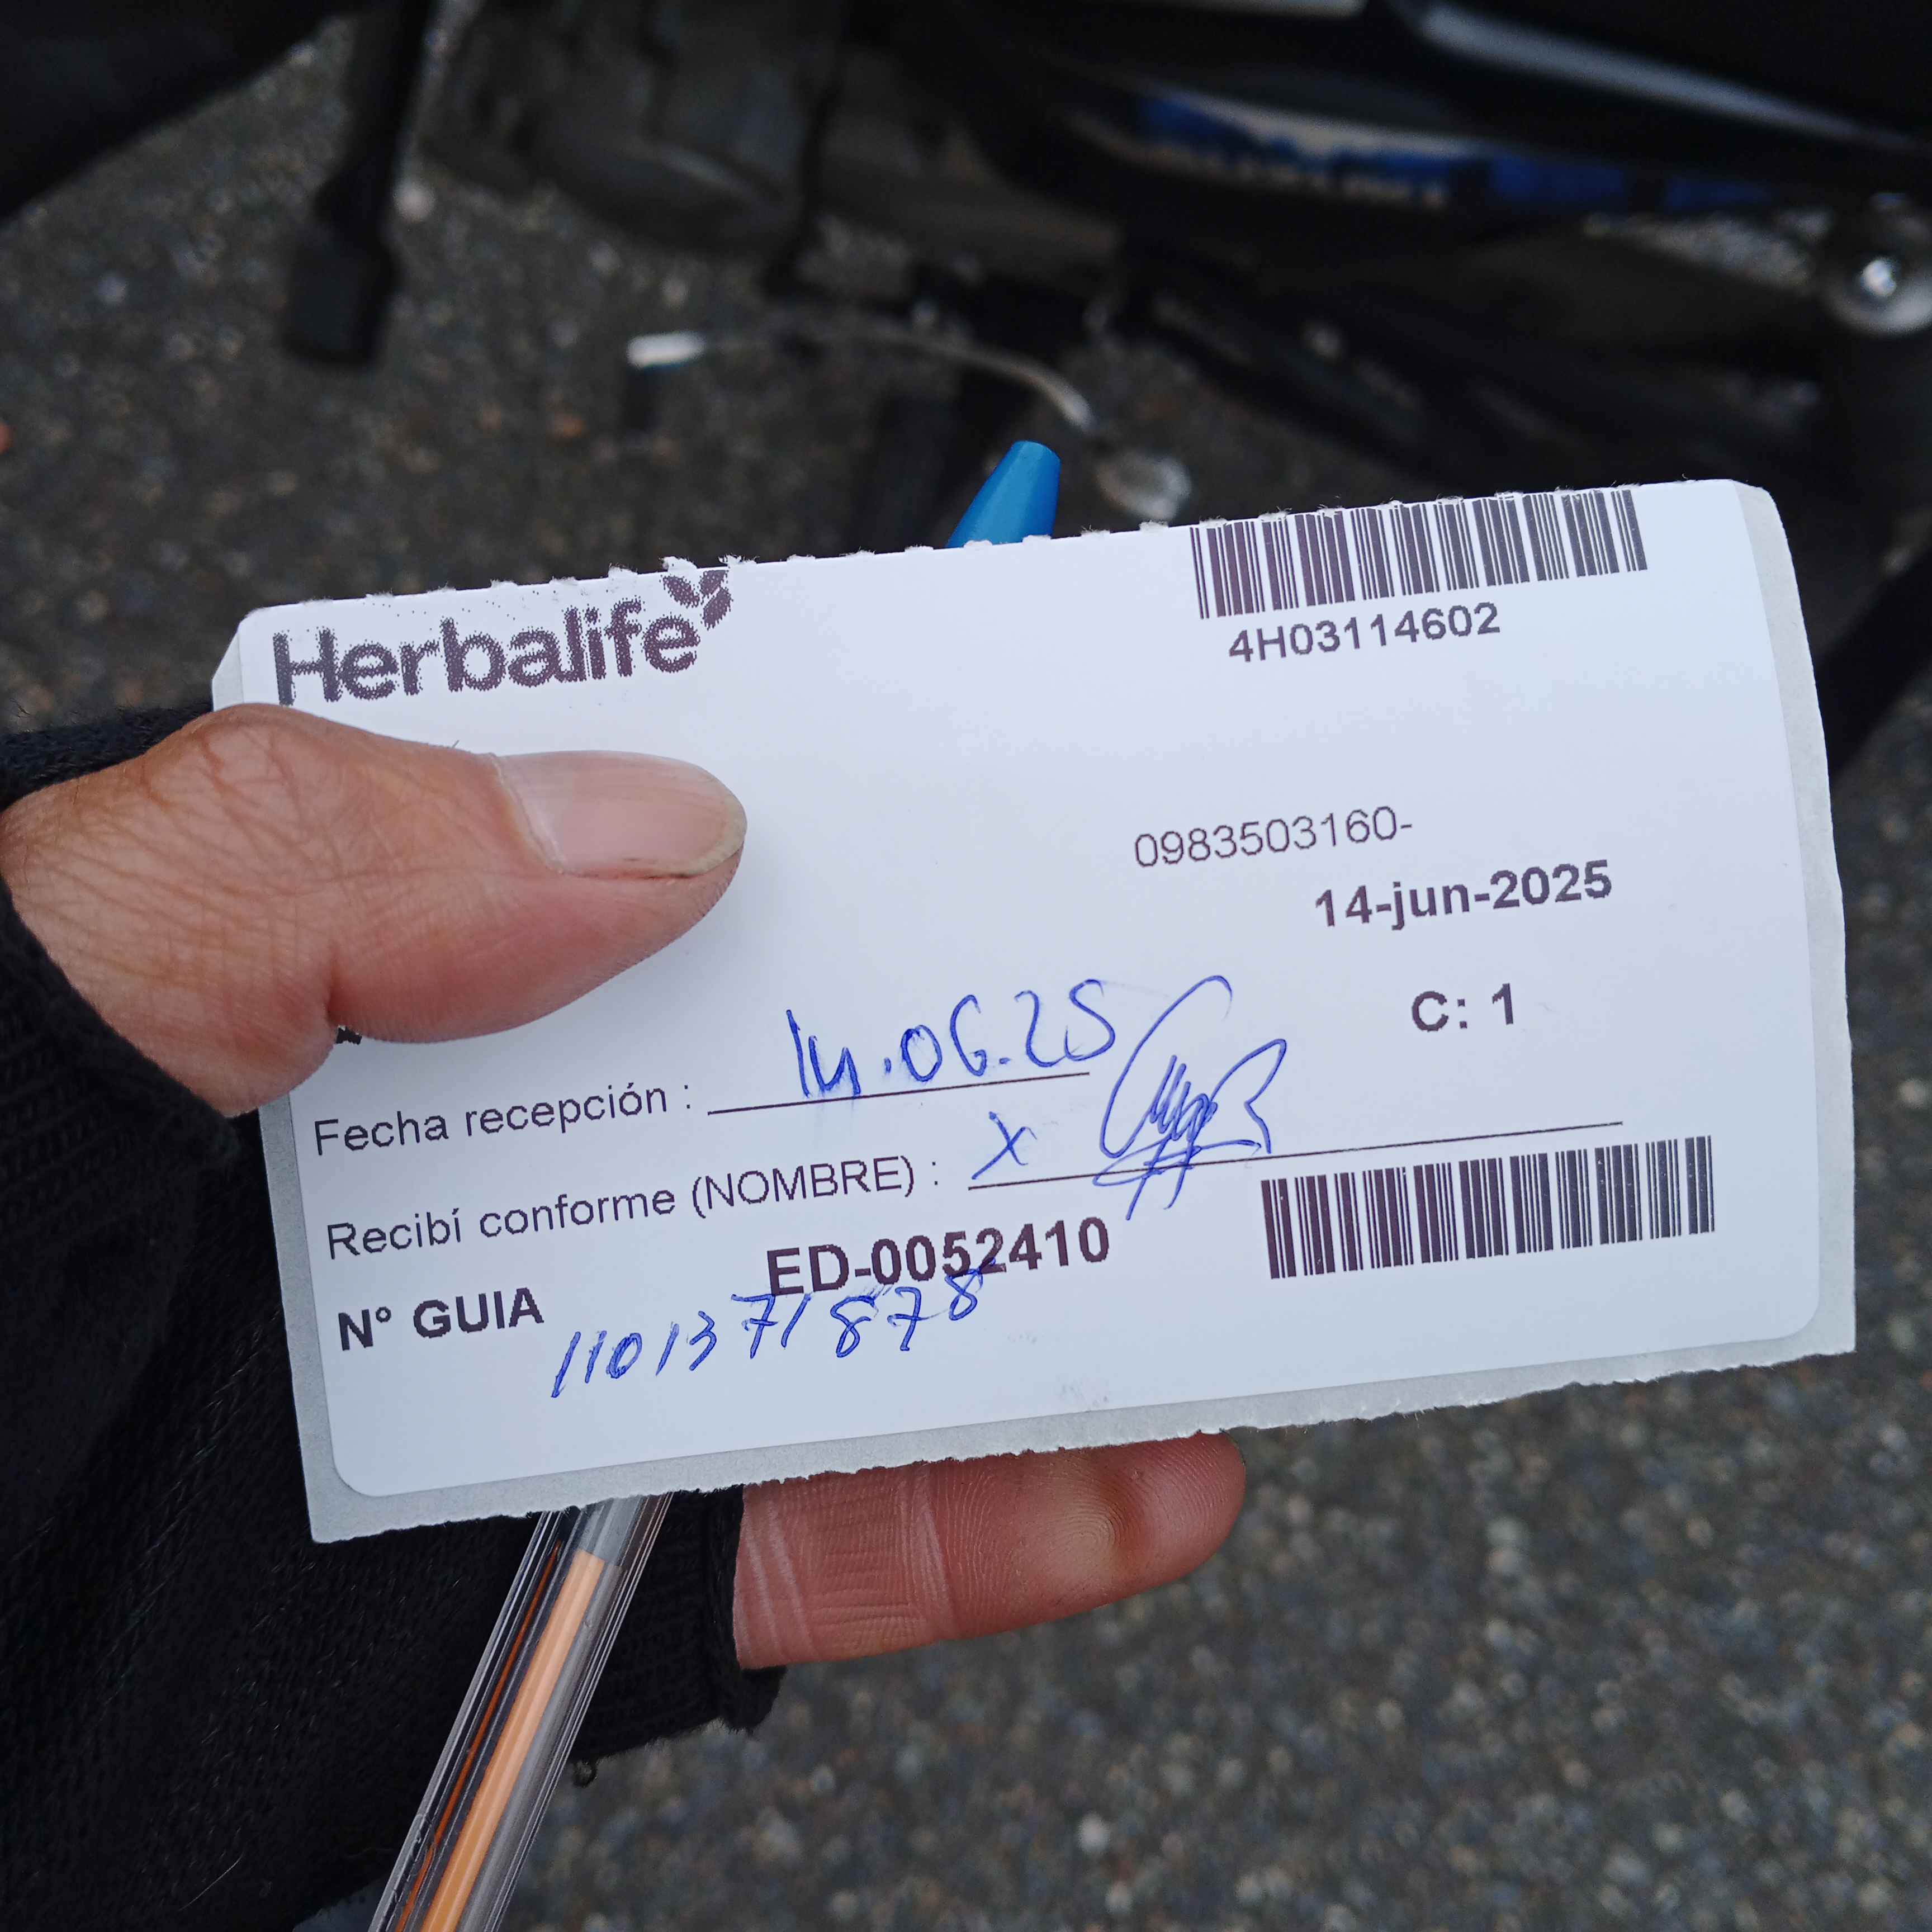 Herbalife
4H03114602
0983503160-
14-jun-2025
C: 1
Fecha recepción : 14.06.25
Recibí conforme (NOMBRE) : X
N° GUIA ED-0052410
1101371878